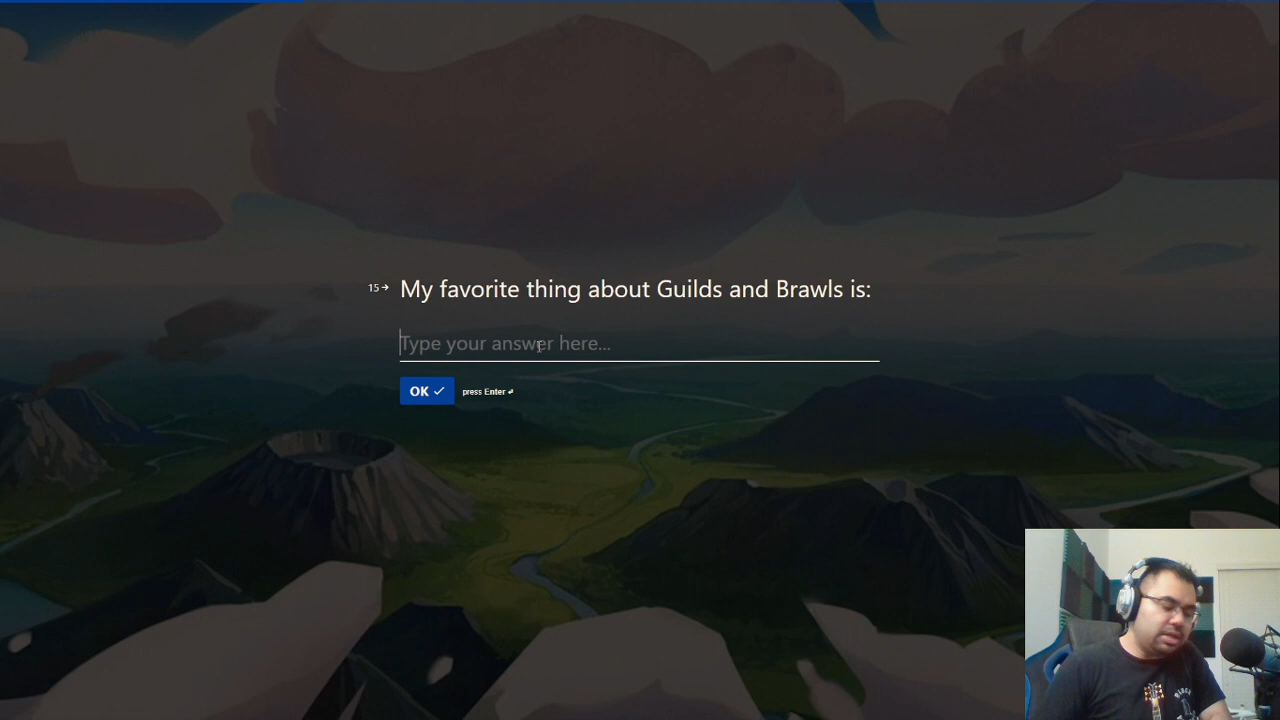 15→ My favorite thing about Guilds and Brawls is:
Type your answer here...
OK ✓ press Enter ↵